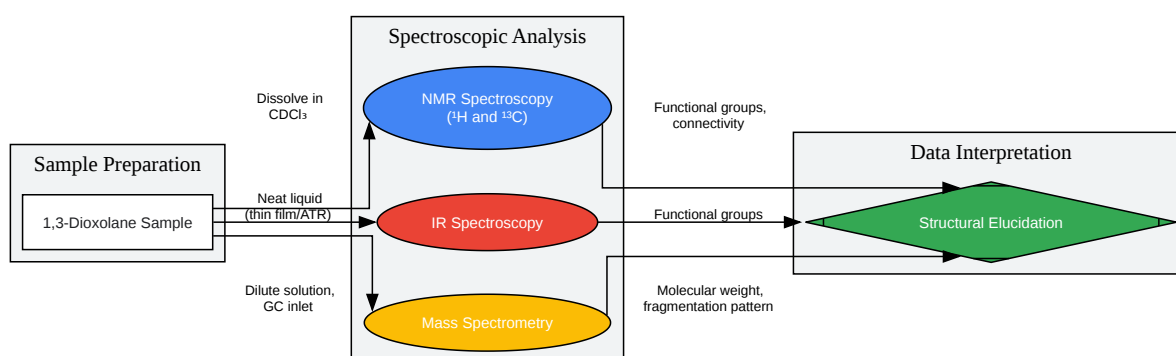 Spectroscopic Analysis
NMR Spectroscopy
(¹H and ¹³C)
Dissolve in
CDCl₃
Functional groups,
connectivity
Sample Preparation
Data Interpretation
1,3-Dioxolane Sample
Neat liquid
(thin film/ATR)
IR Spectroscopy
Functional groups
Structural Elucidation
Dilute solution,
GC inlet
Mass Spectrometry
Molecular weight,
fragmentation pattern